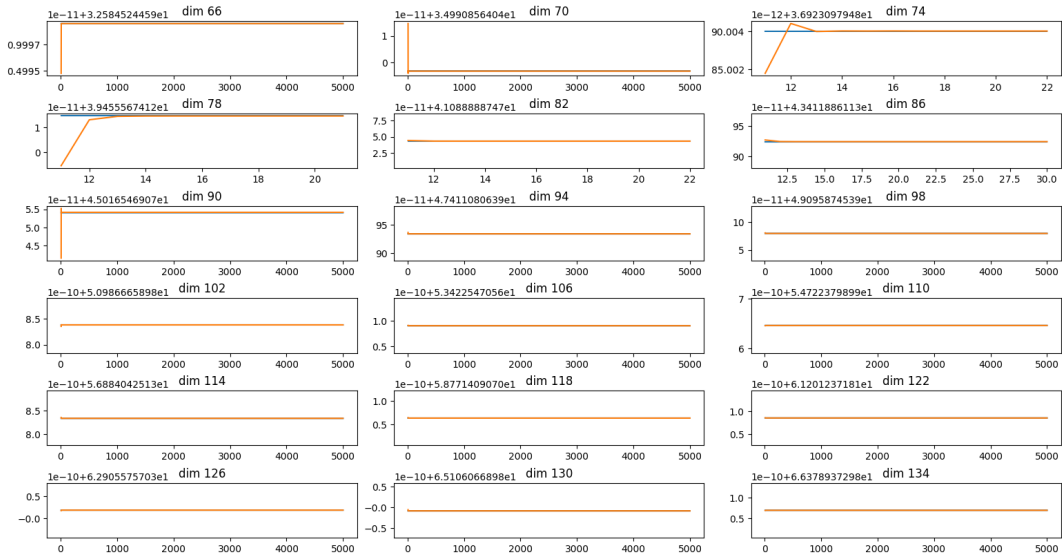 dim 66
1e−11+3.2584524459e1
0.9997
0.4995
0 1000 2000 3000 4000 5000
dim 70
1e−11+3.4990856404e1
1
0
0 1000 2000 3000 4000 5000
dim 74
1e−12+3.6923097948e1
90.004
85.002
12 14 16 18 20 22
dim 78
1e−11+3.9455567412e1
1
0
12 14 16 18 20
dim 82
1e−11+4.1088888747e1
7.5
5.0
2.5
12 14 16 18 20 22
dim 86
1e−11+4.3411886113e1
95
90
12.5 15.0 17.5 20.0 22.5 25.0 27.5 30.0
dim 90
1e−11+4.5016546907e1
5.5
5.0
4.5
0 1000 2000 3000 4000 5000
dim 94
1e−11+4.7411080639e1
95
90
0 1000 2000 3000 4000 5000
dim 98
1e−11+4.9095874539e1
10
5
0 1000 2000 3000 4000 5000
dim 102
1e−10+5.0986665898e1
8.5
8.0
0 1000 2000 3000 4000 5000
dim 106
1e−10+5.3422547056e1
1.0
0.5
0 1000 2000 3000 4000 5000
dim 110
1e−10+5.4722379899e1
7
6
0 1000 2000 3000 4000 5000
dim 114
1e−10+5.6884042513e1
8.5
8.0
0 1000 2000 3000 4000 5000
dim 118
1e−10+5.8771409070e1
1.0
0.5
0 1000 2000 3000 4000 5000
dim 122
1e−10+6.1201237181e1
1.0
0.5
0 1000 2000 3000 4000 5000
dim 126
1e−10+6.2905575703e1
0.5
−0.0
0 1000 2000 3000 4000 5000
dim 130
1e−10+6.5106066898e1
0.5
−0.0
−0.5
0 1000 2000 3000 4000 5000
dim 134
1e−10+6.6378937298e1
1.0
0.5
0 1000 2000 3000 4000 5000